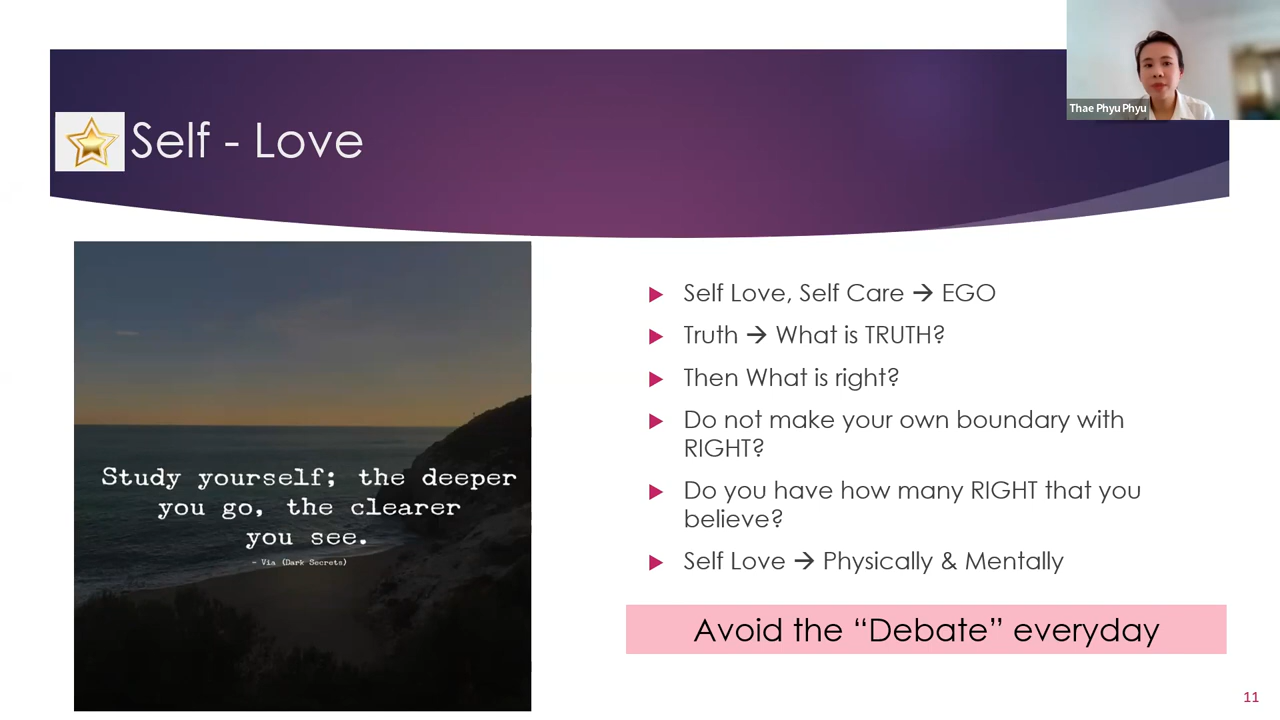 Thae Phyu Phyu
Self - Love
Study yourself; the deeper
you go, the clearer
you see.
- Via (Dark Secrets)
Self Love, Self Care → EGO
Truth → What is TRUTH?
Then What is right?
Do not make your own boundary with
RIGHT?
Do you have how many RIGHT that you
believe?
Self Love → Physically & Mentally
Avoid the “Debate” everyday
11